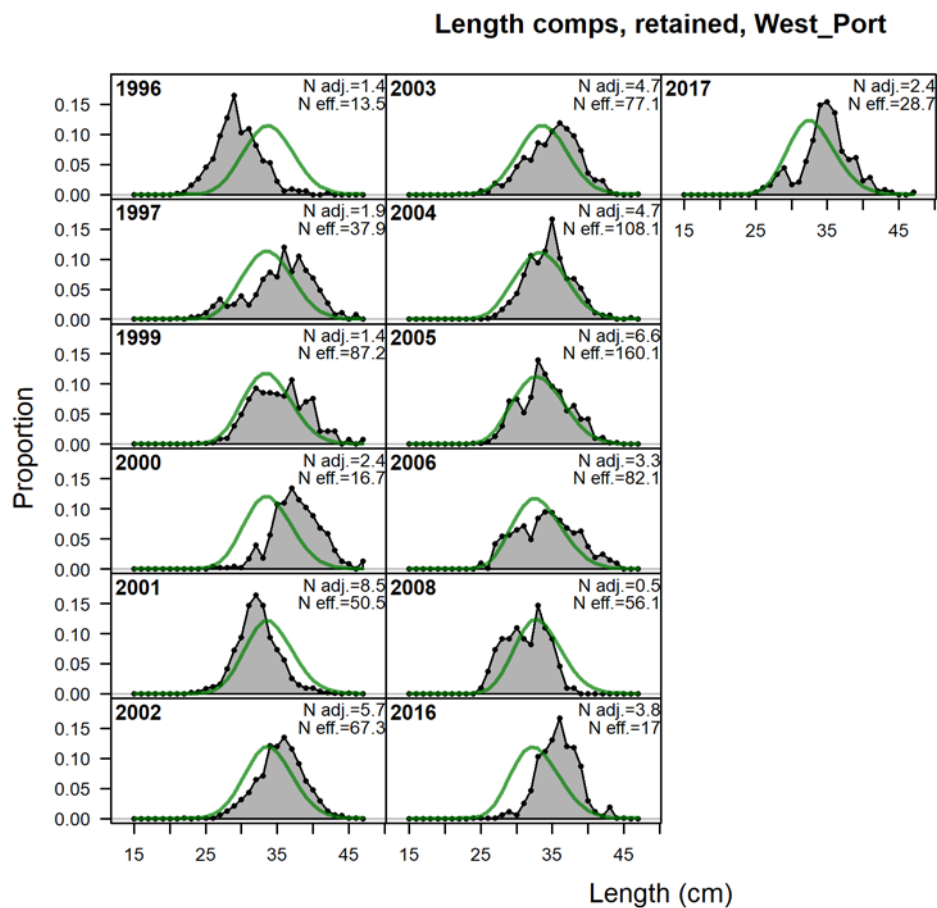 Length comps, retained, West_Port
1996
N adj.=1.4
N eff.=13.5
2003
N adj.=4.7
N eff.=77.1
2017
N adj.=2.4
N eff.=28.7
0.15
0.10
0.05
0.00
15
25
35
45
1997
N adj.=1.9
N eff.=37.9
2004
N adj.=4.7
N eff.=108.1
0.15
0.10
0.05
0.00
1999
N adj.=1.4
N eff.=87.2
2005
N adj.=6.6
N eff.=160.1
0.15
0.10
0.05
0.00
Proportion
2000
N adj.=2.4
N eff.=16.7
2006
N adj.=3.3
N eff.=82.1
0.15
0.10
0.05
0.00
2001
N adj.=8.5
N eff.=50.5
2008
N adj.=0.5
N eff.=56.1
0.15
0.10
0.05
0.00
2002
N adj.=5.7
N eff.=67.3
2016
N adj.=3.8
N eff.=17
0.15
0.10
0.05
0.00
15
25
35
45
15
25
35
45
Length (cm)